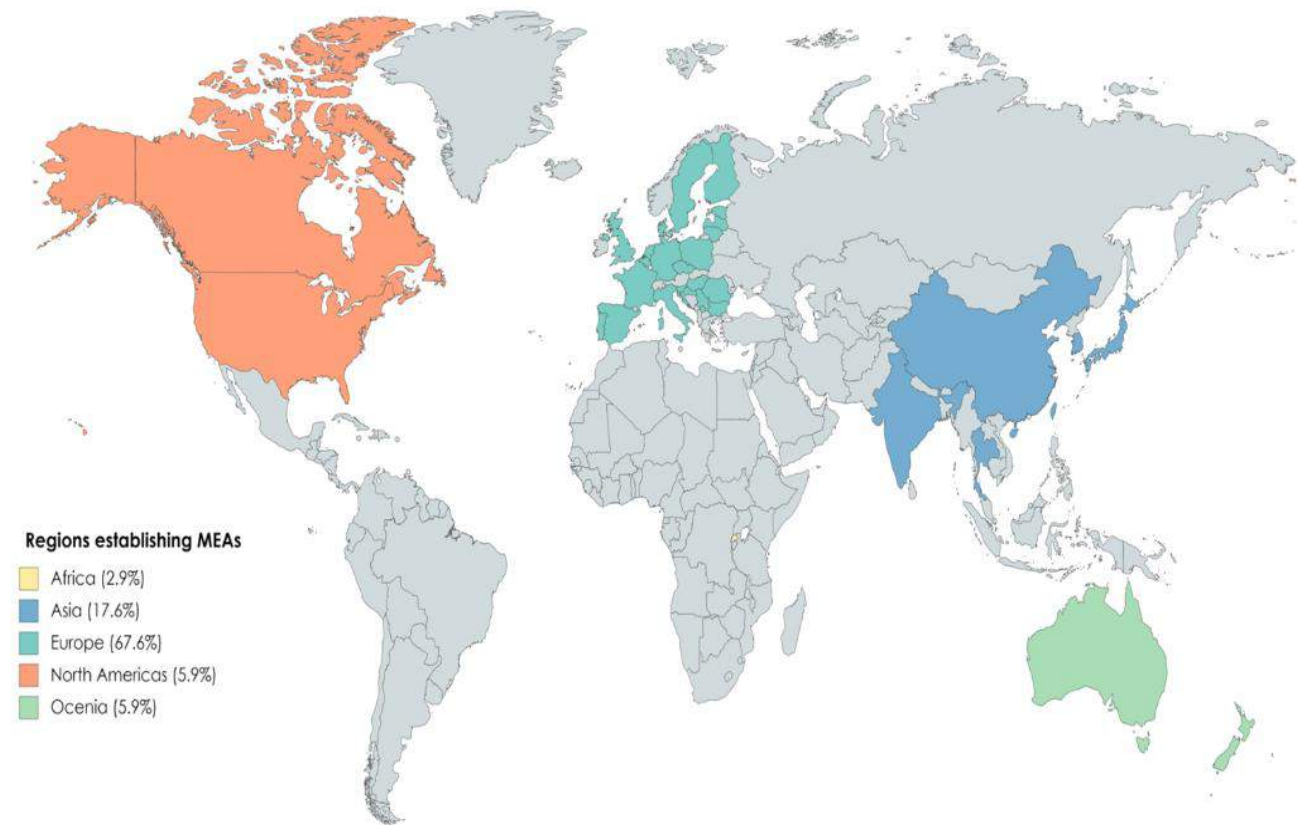 Regions establishing MEAs
Africa (2.9%)
Asia (17.6%)
Europe (67.6%)
North Americas (5.9%)
Ocenia (5.9%)